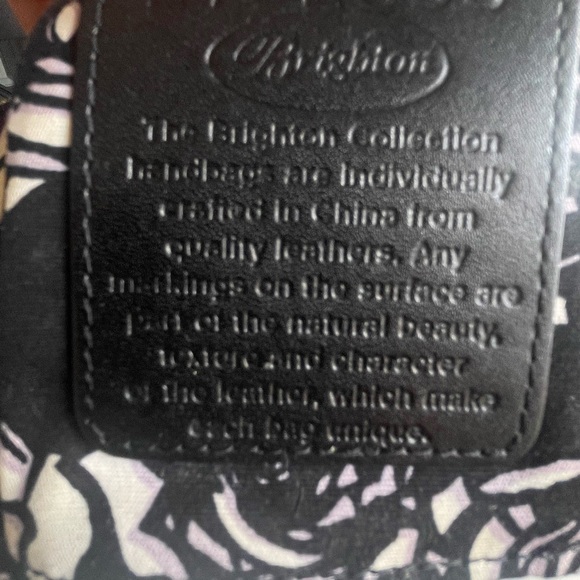 Brighton
The Brighton Collection
handbags are individually
crafted in China from
quality leathers. Any
markings on the surface are
part of the natural beauty,
texture and character
of the leather, which make
each bag unique.